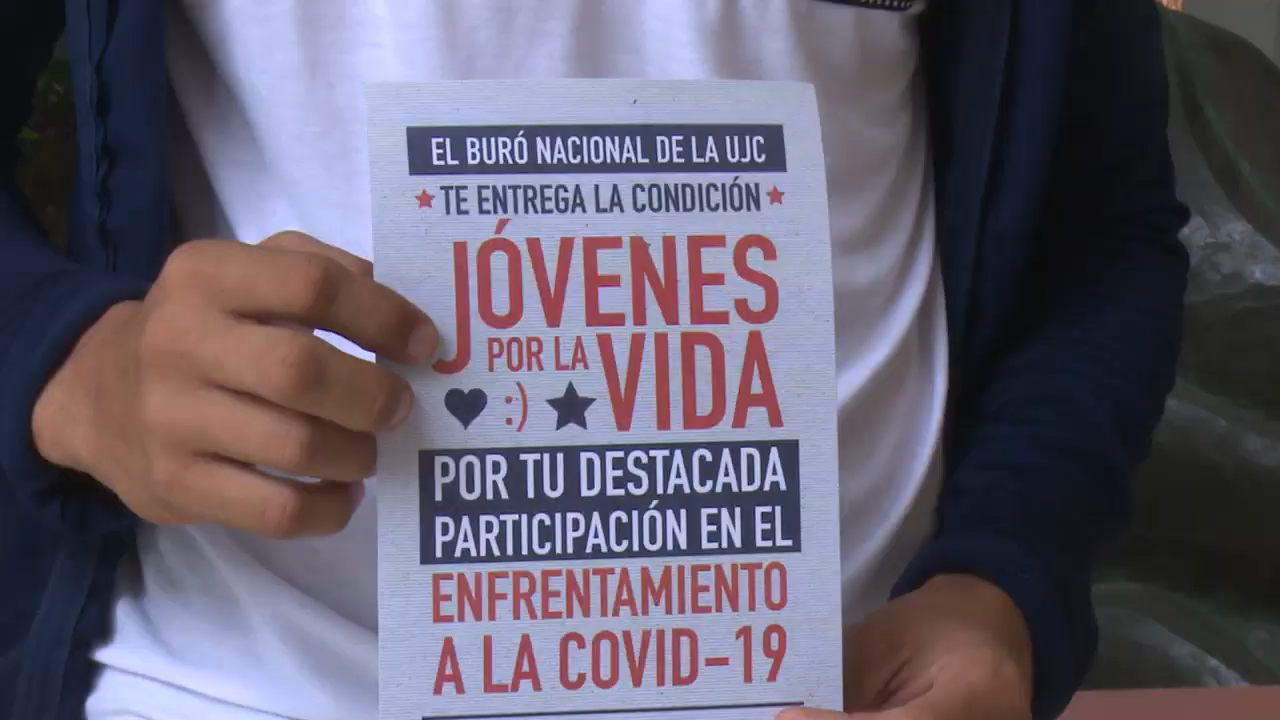 EL BURÓ NACIONAL DE LA UJC
TE ENTREGA LA CONDICIÓN
JÓVENES
POR LA VIDA
:)
POR TU DESTACADA
PARTICIPACIÓN EN EL
ENFRENTAMIENTO
A LA COVID-19